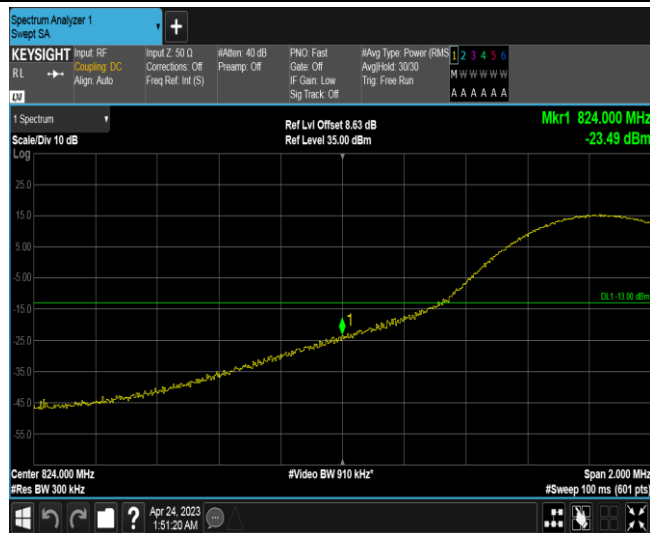 Spectrum Analyzer 1
Swept SA
+
KEYSIGHT
RL
LXI
Input: RF
Coupling: DC
Align: Auto
Input Z: 50 Ω
Corrections: Off
Freq Ref: Int (S)
#Atten: 40 dB
Preamp: Off
PNO: Fast
Gate: Off
IF Gain: Low
Sig Track: Off
#Avg Type: Power (RMS
Avg|Hold: 30/30
Trig: Free Run
1 2 3 4 5 6
M W W W W W
A A A A A A
1 Spectrum
Scale/Div 10 dB
Log
Ref Lvl Offset 8.63 dB
Ref Level 35.00 dBm
Mkr1 824.000 MHz
-23.49 dBm
25.0
15.0
5.00
-5.00
DL1 -13.00 dBm
-15.0
1
-25.0
-35.0
-45.0
-55.0
Center 824.000 MHz
#Res BW 300 kHz
#Video BW 910 kHz*
Span 2.000 MHz
#Sweep 100 ms (601 pts)
?
Apr 24, 2023
1:51:20 AM